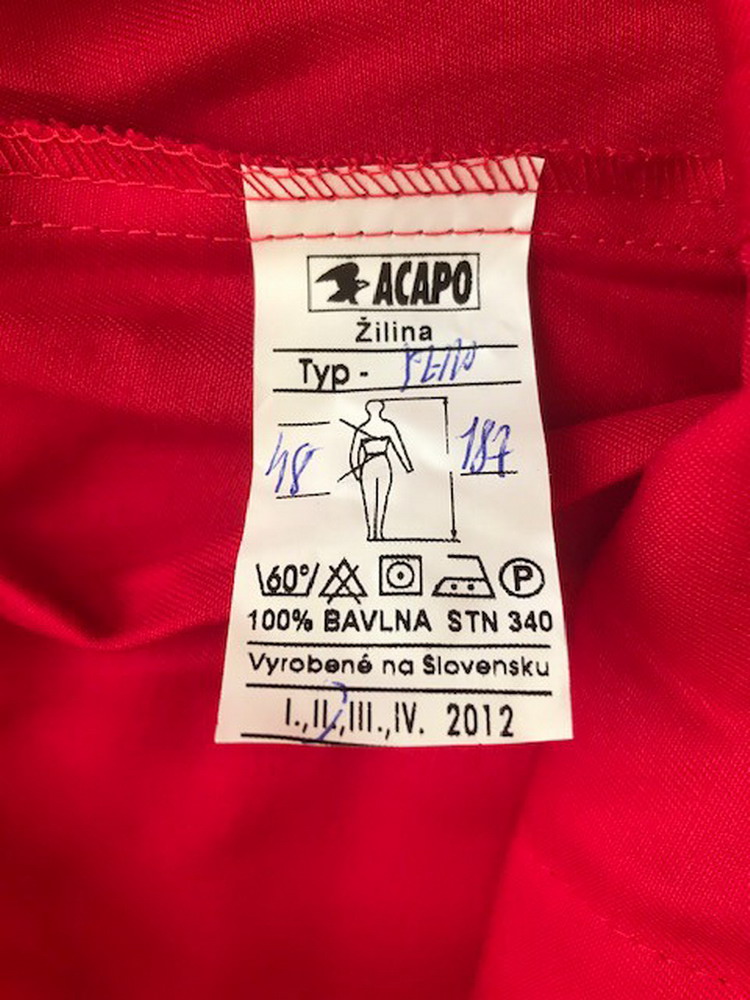 ACAPO
Žilina
Typ -
48
187
60°
P
100% BAVLNA STN 340
Vyrobené na Slovensku
I.,II.,III.,IV. 2012